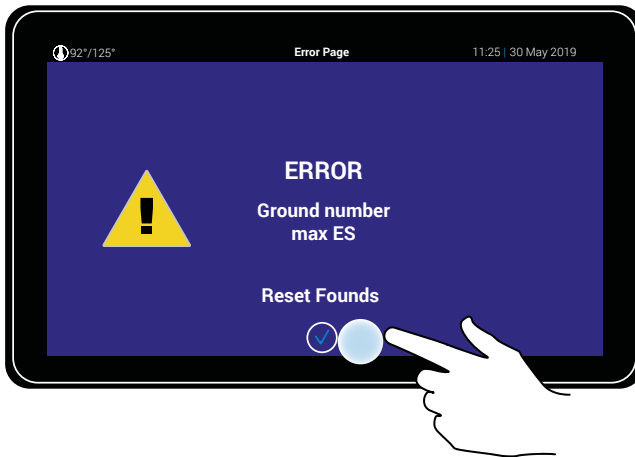 92°/125°
Error Page
11:25 | 30 May 2019
ERROR
Ground number
max ES
Reset Founds